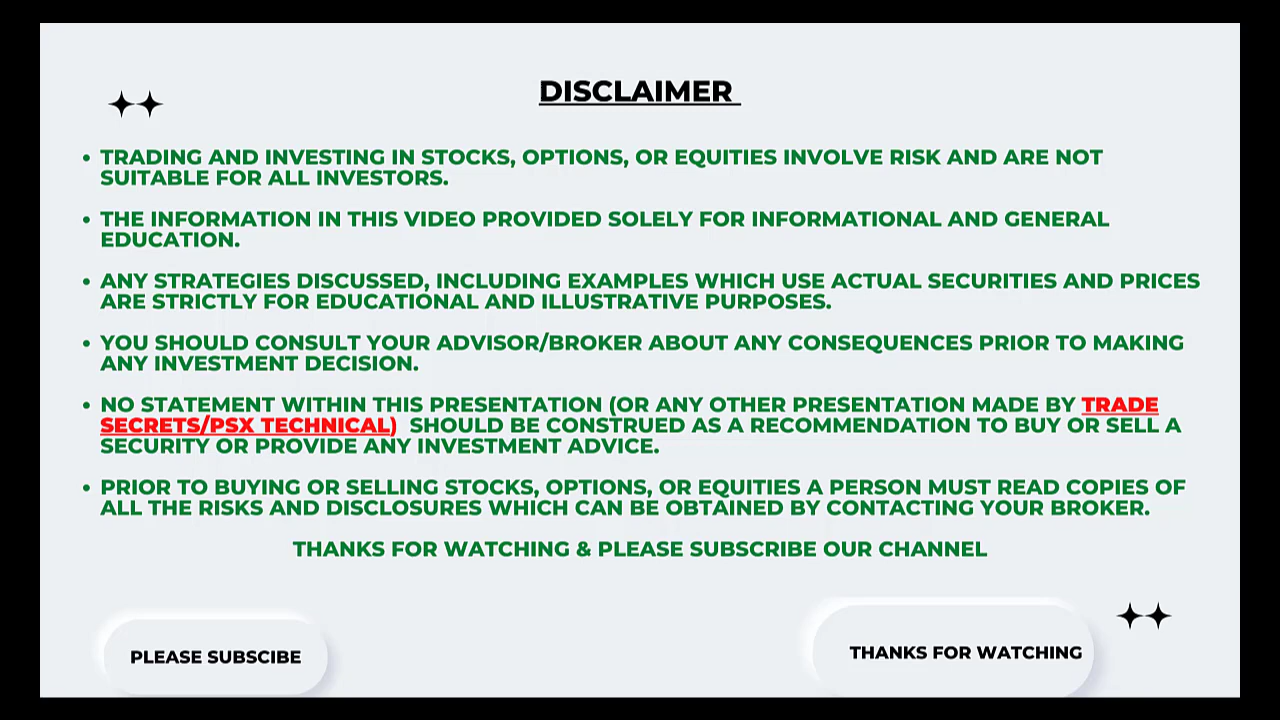 DISCLAIMER
• TRADING AND INVESTING IN STOCKS, OPTIONS, OR EQUITIES INVOLVE RISK AND ARE NOT
SUITABLE FOR ALL INVESTORS.
• THE INFORMATION IN THIS VIDEO PROVIDED SOLELY FOR INFORMATIONAL AND GENERAL
EDUCATION.
• ANY STRATEGIES DISCUSSED, INCLUDING EXAMPLES WHICH USE ACTUAL SECURITIES AND PRICES
ARE STRICTLY FOR EDUCATIONAL AND ILLUSTRATIVE PURPOSES.
• YOU SHOULD CONSULT YOUR ADVISOR/BROKER ABOUT ANY CONSEQUENCES PRIOR TO MAKING
ANY INVESTMENT DECISION.
• NO STATEMENT WITHIN THIS PRESENTATION (OR ANY OTHER PRESENTATION MADE BY TRADE
SECRETS/PSX TECHNICAL) SHOULD BE CONSTRUED AS A RECOMMENDATION TO BUY OR SELL A
SECURITY OR PROVIDE ANY INVESTMENT ADVICE.
• PRIOR TO BUYING OR SELLING STOCKS, OPTIONS, OR EQUITIES A PERSON MUST READ COPIES OF
ALL THE RISKS AND DISCLOSURES WHICH CAN BE OBTAINED BY CONTACTING YOUR BROKER.
THANKS FOR WATCHING & PLEASE SUBSCRIBE OUR CHANNEL
PLEASE SUBSCIBE
THANKS FOR WATCHING